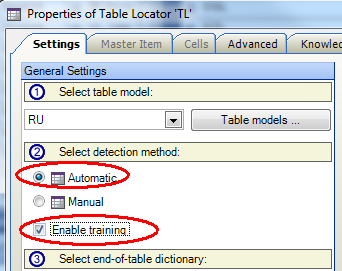 Properties of Table Locator 'TL'
Settings Master Item Cells Advanced Knowle
General Settings
1 Select table model:
RU Table models ...
2 Select detection method:
Automatic
Manual
Enable training
3 Select end-of-table dictionary: